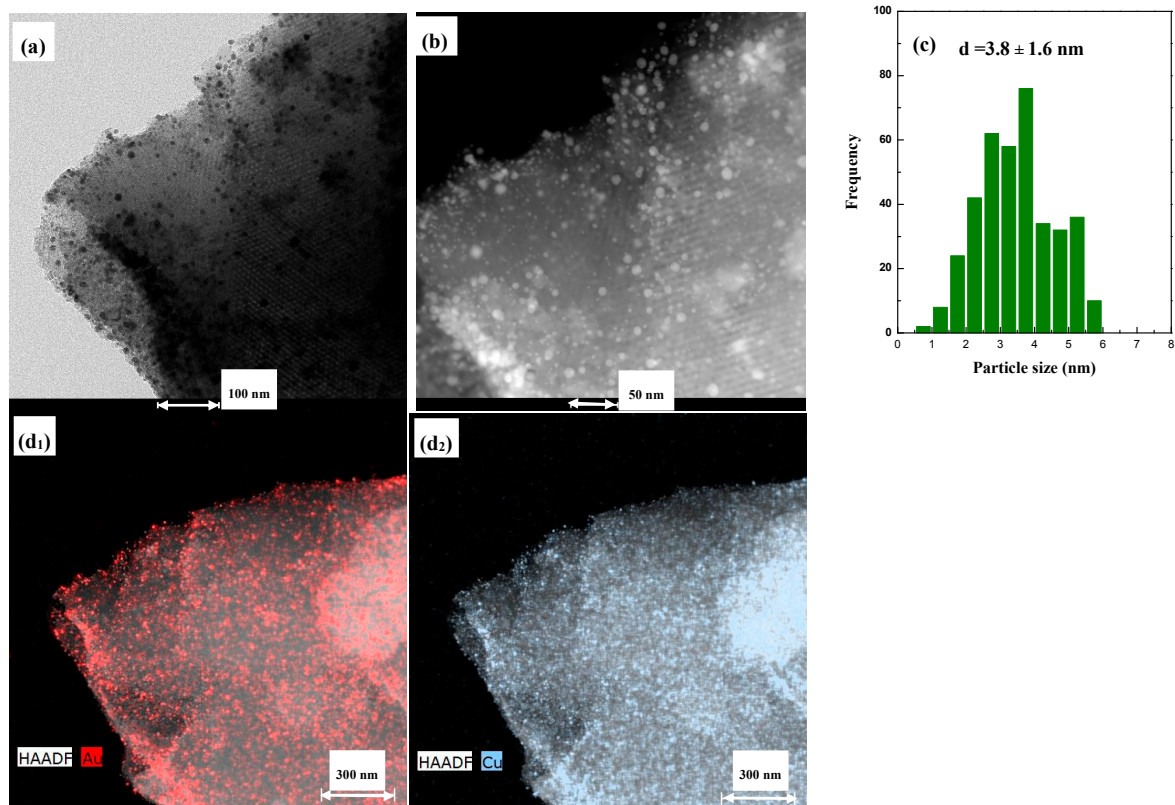 (a)
100 nm
(b)
50 nm
(c)
d =3.8 ± 1.6 nm
Frequency
100
80
60
40
20
0
0 1 2 3 4 5 6 7 8
Particle size (nm)
(d1)
HAADF Au
300 nm
(d2)
HAADF Cu
300 nm